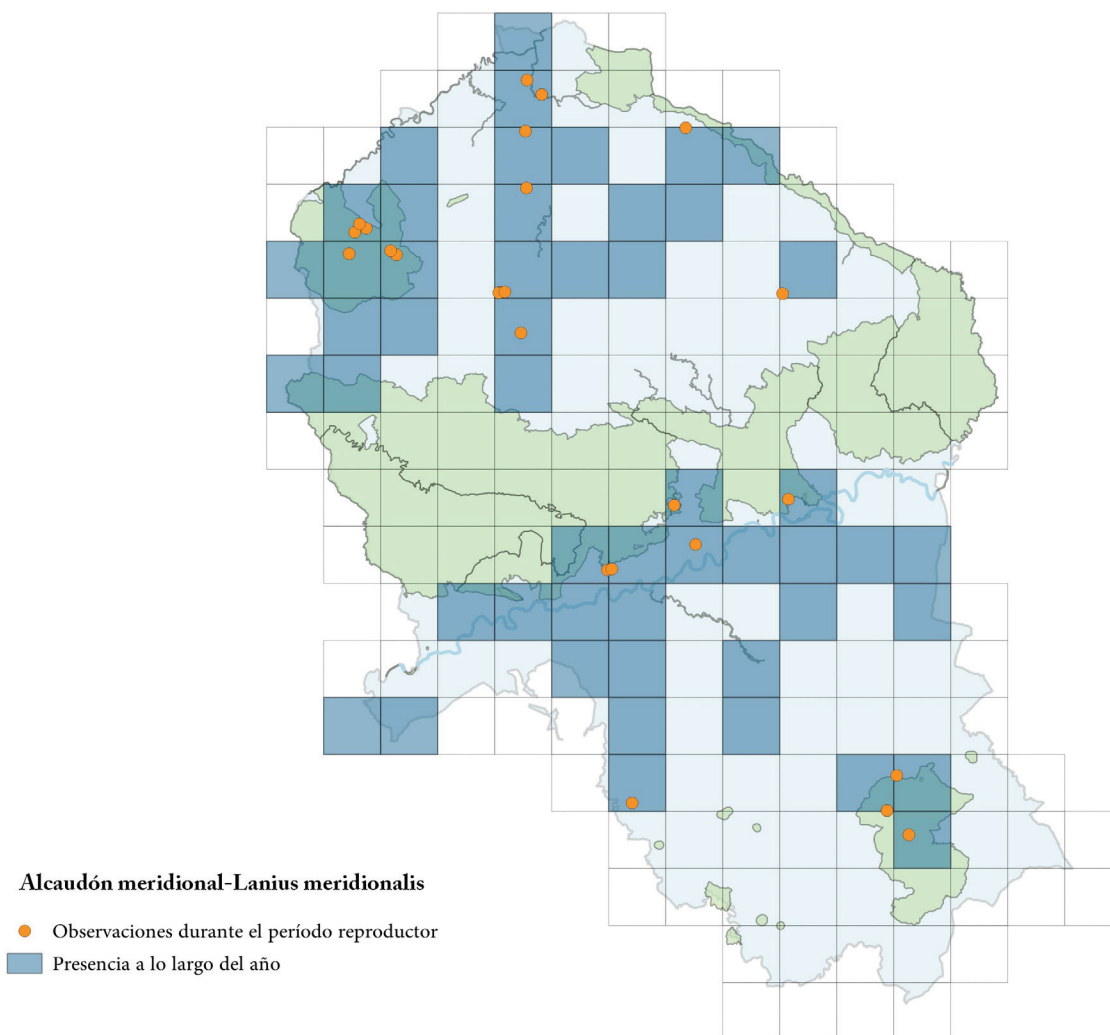 Alcaudón meridional-Lanius meridionalis
Observaciones durante el período reproductor
Presencia a lo largo del año